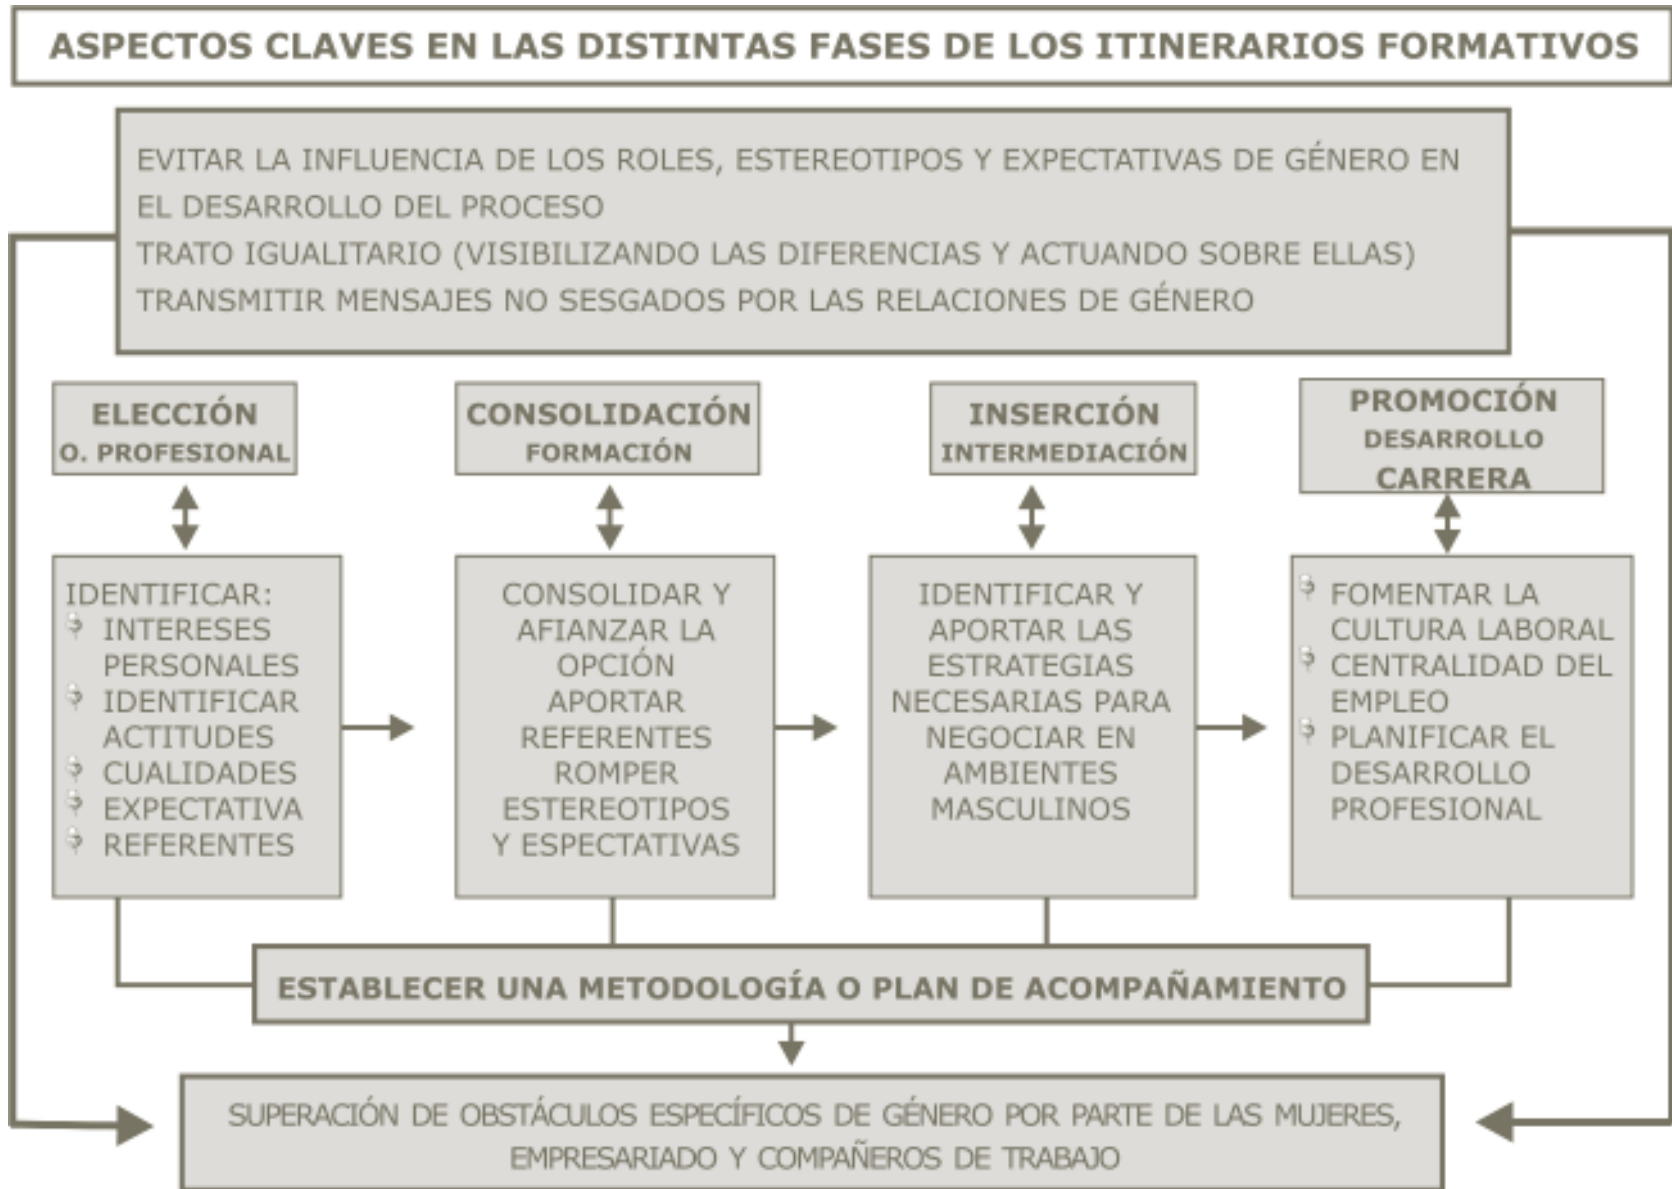 ASPECTOS CLAVES EN LAS DISTINTAS FASES DE LOS ITINERARIOS FORMATIVOS
EVITAR LA INFLUENCIA DE LOS ROLES, ESTEREOTIPOS Y EXPECTATIVAS DE GÉNERO EN
EL DESARROLLO DEL PROCESO
TRATO IGUALITARIO (VISIBILIZANDO LAS DIFERENCIAS Y ACTUANDO SOBRE ELLAS)
TRANSMITIR MENSAJES NO SESGADOS POR LAS RELACIONES DE GÉNERO
ELECCIÓN
O. PROFESIONAL
CONSOLIDACIÓN
FORMACIÓN
INSERCIÓN
INTERMEDIACIÓN
PROMOCIÓN
DESARROLLO
CARRERA
IDENTIFICAR:
INTERESES
PERSONALES
IDENTIFICAR
ACTITUDES
CUALIDADES
EXPECTATIVA
REFERENTES
CONSOLIDAR Y
AFIANZAR LA
OPCIÓN
APORTAR
REFERENTES
ROMPER
ESTEREOTIPOS
Y ESPECTATIVAS
IDENTIFICAR Y
APORTAR LAS
ESTRATEGIAS
NECESARIAS PARA
NEGOCIAR EN
AMBIENTES
MASCULINOS
FOMENTAR LA
CULTURA LABORAL
CENTRALIDAD DEL
EMPLEO
PLANIFICAR EL
DESARROLLO
PROFESIONAL
ESTABLECER UNA METODOLOGÍA O PLAN DE ACOMPAÑAMIENTO
SUPERACIÓN DE OBSTÁCULOS ESPECÍFICOS DE GÉNERO POR PARTE DE LAS MUJERES,
EMPRESARIADO Y COMPAÑEROS DE TRABAJO